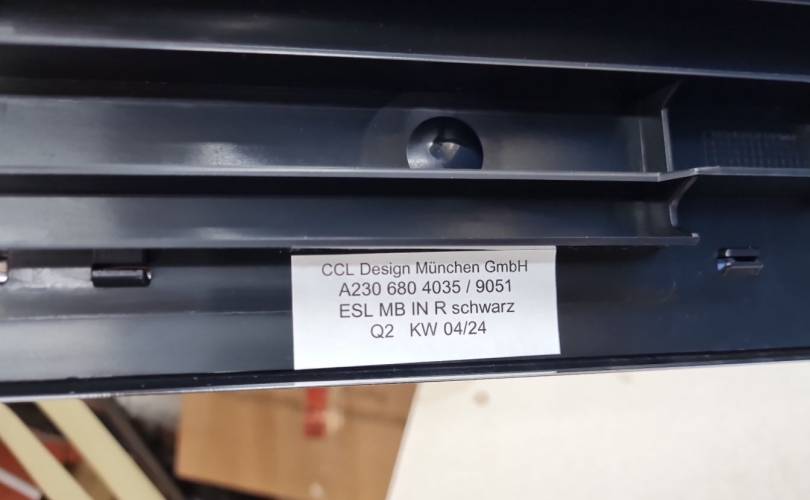 CCL Design München GmbH
A230 680 4035 / 9051
ESL MB IN R schwarz
Q2 KW 04/24